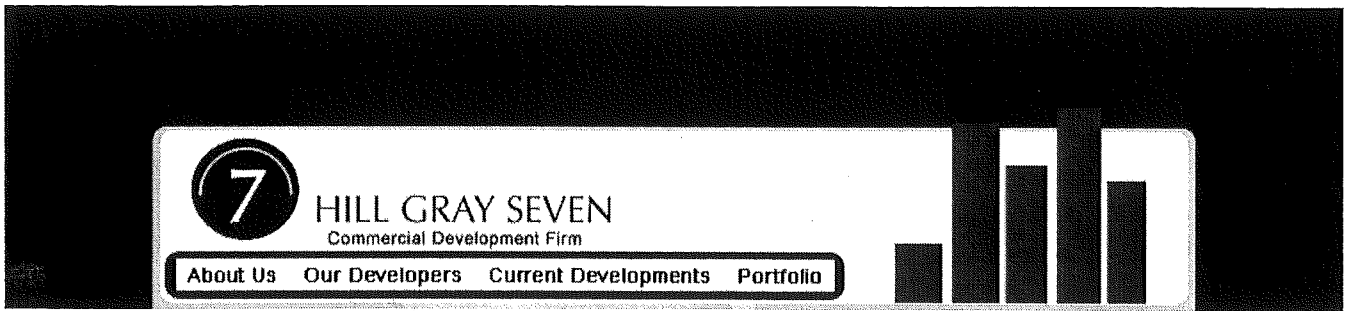 7
HILL GRAY SEVEN
Commercial Development Firm
About Us Our Developers Current Developments Portfolio